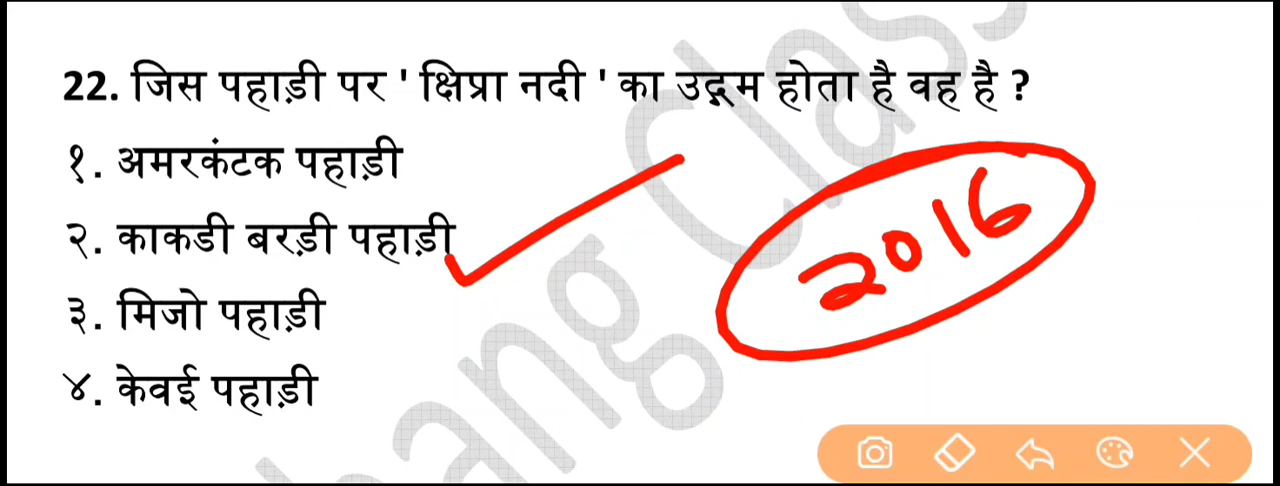 22. जिस पहाड़ी पर ' क्षिप्रा नदी ' का उद्गम होता है वह है ?
१. अमरकंटक पहाड़ी
२. काकडी बरड़ी पहाड़ी
2016
३. मिजो पहाड़ी
४. केवई पहाड़ी